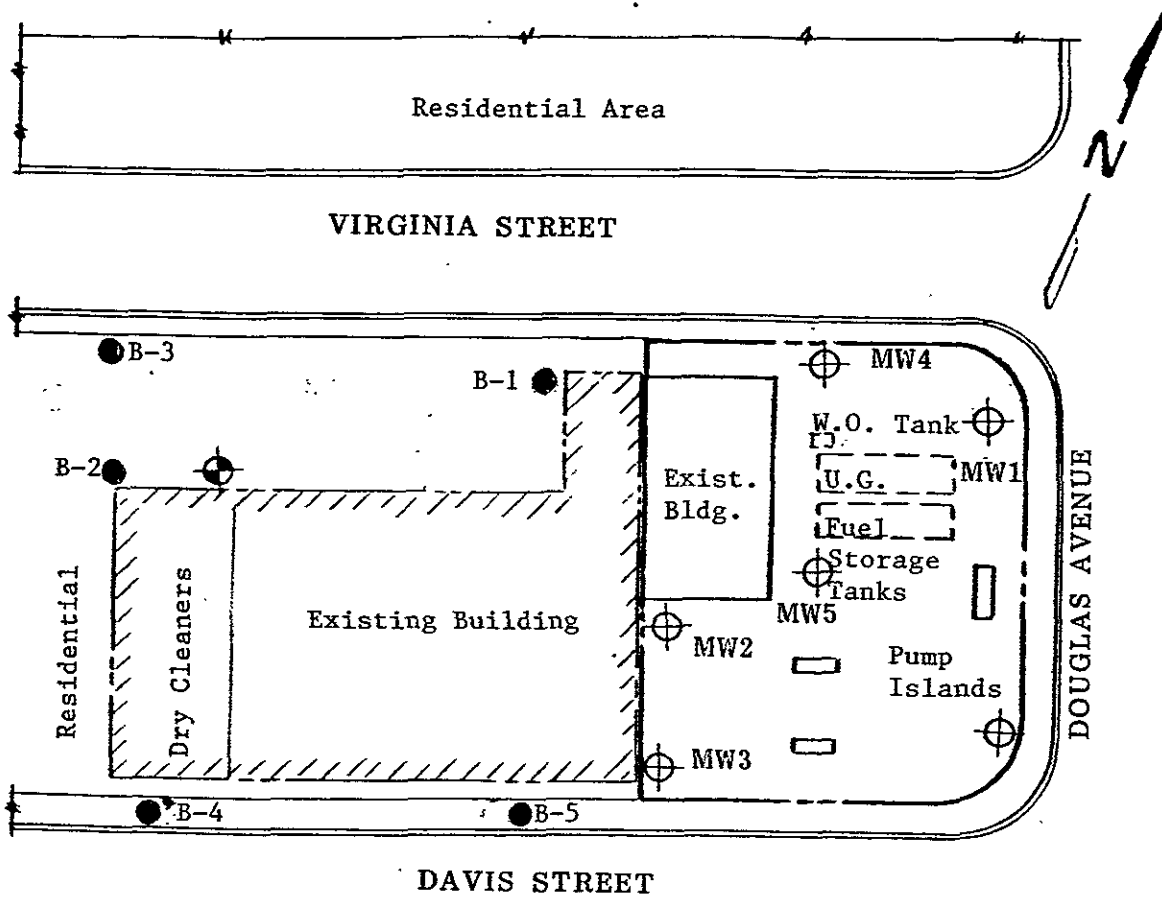 Residential Area
N
VIRGINIA STREET
B-3
B-1
MW4
W.O. Tank
B-2
MW1
U.G.
Exist.
Bldg.
Fuel
Storage
Tanks
MW5
MW2
Existing Building
Dry Cleaners
Residential
Pump
Islands
DOUGLAS AVENUE
MW3
B-4
B-5
DAVIS STREET